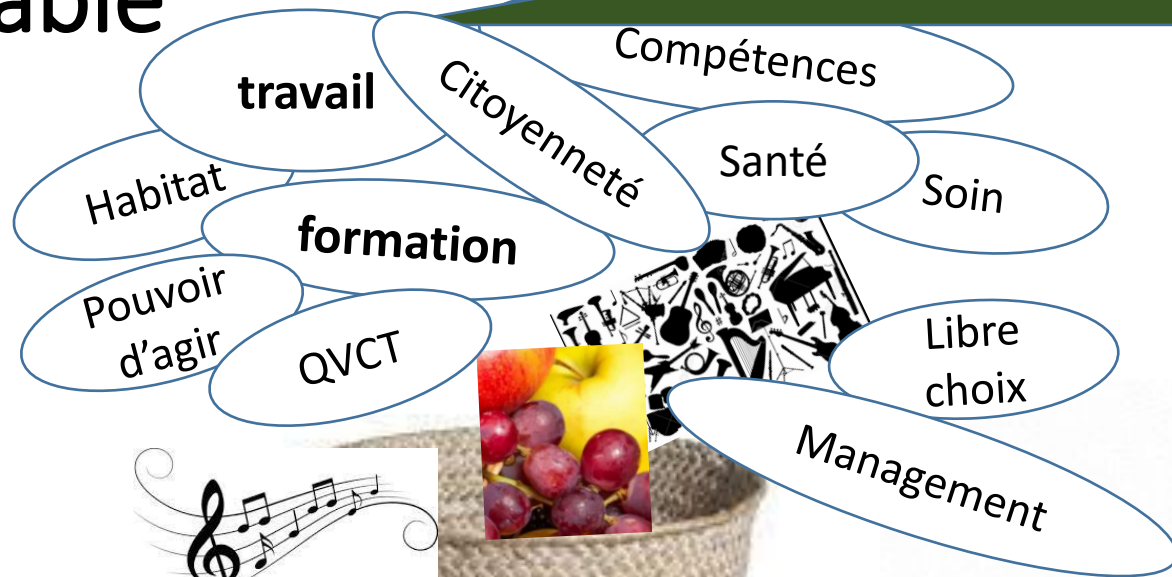 able
Compétences
travail
Citoyenneté
Santé
Habitat
Soin
formation
Pouvoir
d'agir
QVCT
Libre
choix
Management